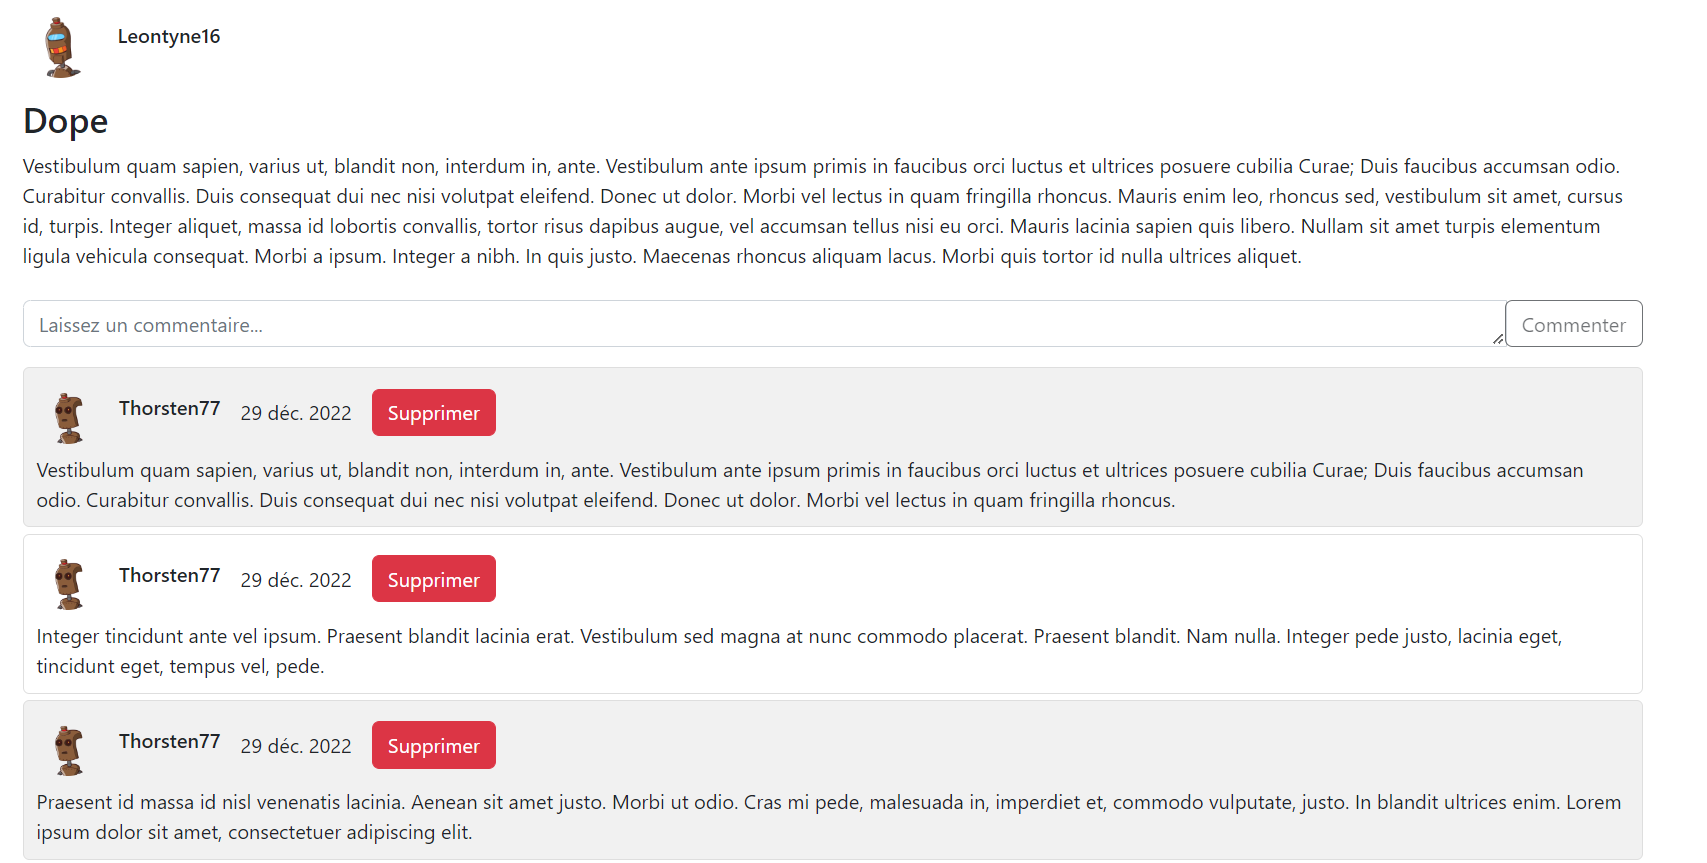 Leontyne16
Dope
Vestibulum quam sapien, varius ut, blandit non, interdum in, ante. Vestibulum ante ipsum primis in faucibus orci luctus et ultrices posuere cubilia Curae; Duis faucibus accumsan odio.
Curabitur convallis. Duis consequat dui nec nisi volutpat eleifend. Donec ut dolor. Morbi vel lectus in quam fringilla rhoncus. Mauris enim leo, rhoncus sed, vestibulum sit amet, cursus
id, turpis. Integer aliquet, massa id lobortis convallis, tortor risus dapibus augue, vel accumsan tellus nisi eu orci. Mauris lacinia sapien quis libero. Nullam sit amet turpis elementum
ligula vehicula consequat. Morbi a ipsum. Integer a nibh. In quis justo. Maecenas rhoncus aliquam lacus. Morbi quis tortor id nulla ultrices aliquet.
Laissez un commentaire... Commenter
Thorsten77 29 déc. 2022 Supprimer
Vestibulum quam sapien, varius ut, blandit non, interdum in, ante. Vestibulum ante ipsum primis in faucibus orci luctus et ultrices posuere cubilia Curae; Duis faucibus accumsan
odio. Curabitur convallis. Duis consequat dui nec nisi volutpat eleifend. Donec ut dolor. Morbi vel lectus in quam fringilla rhoncus.
Thorsten77 29 déc. 2022 Supprimer
Integer tincidunt ante vel ipsum. Praesent blandit lacinia erat. Vestibulum sed magna at nunc commodo placerat. Praesent blandit. Nam nulla. Integer pede justo, lacinia eget,
tincidunt eget, tempus vel, pede.
Thorsten77 29 déc. 2022 Supprimer
Praesent id massa id nisl venenatis lacinia. Aenean sit amet justo. Morbi ut odio. Cras mi pede, malesuada in, imperdiet et, commodo vulputate, justo. In blandit ultrices enim. Lorem
ipsum dolor sit amet, consectetuer adipiscing elit.